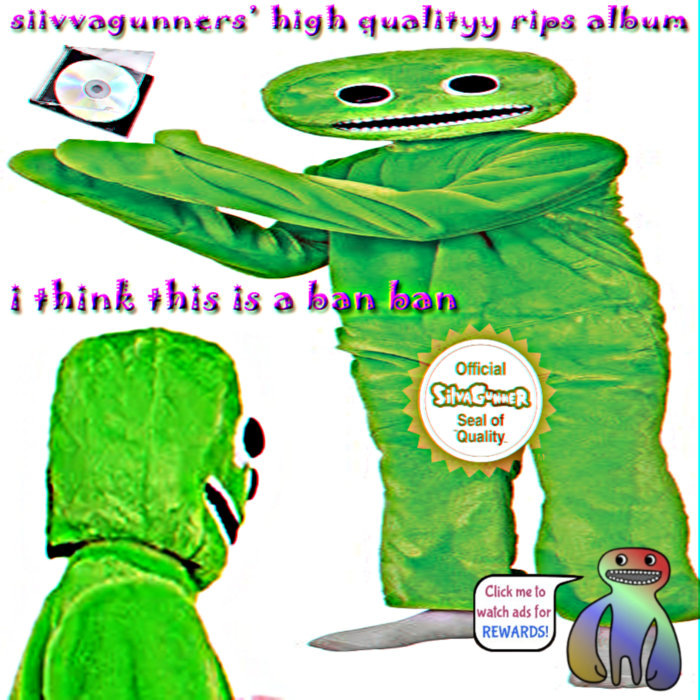 siivvagunners' high qualityy rips album
i think this is a ban ban
Official
SilvaGunneR
Seal of
Quality.
Click me to
watch ads for
REWARDS!